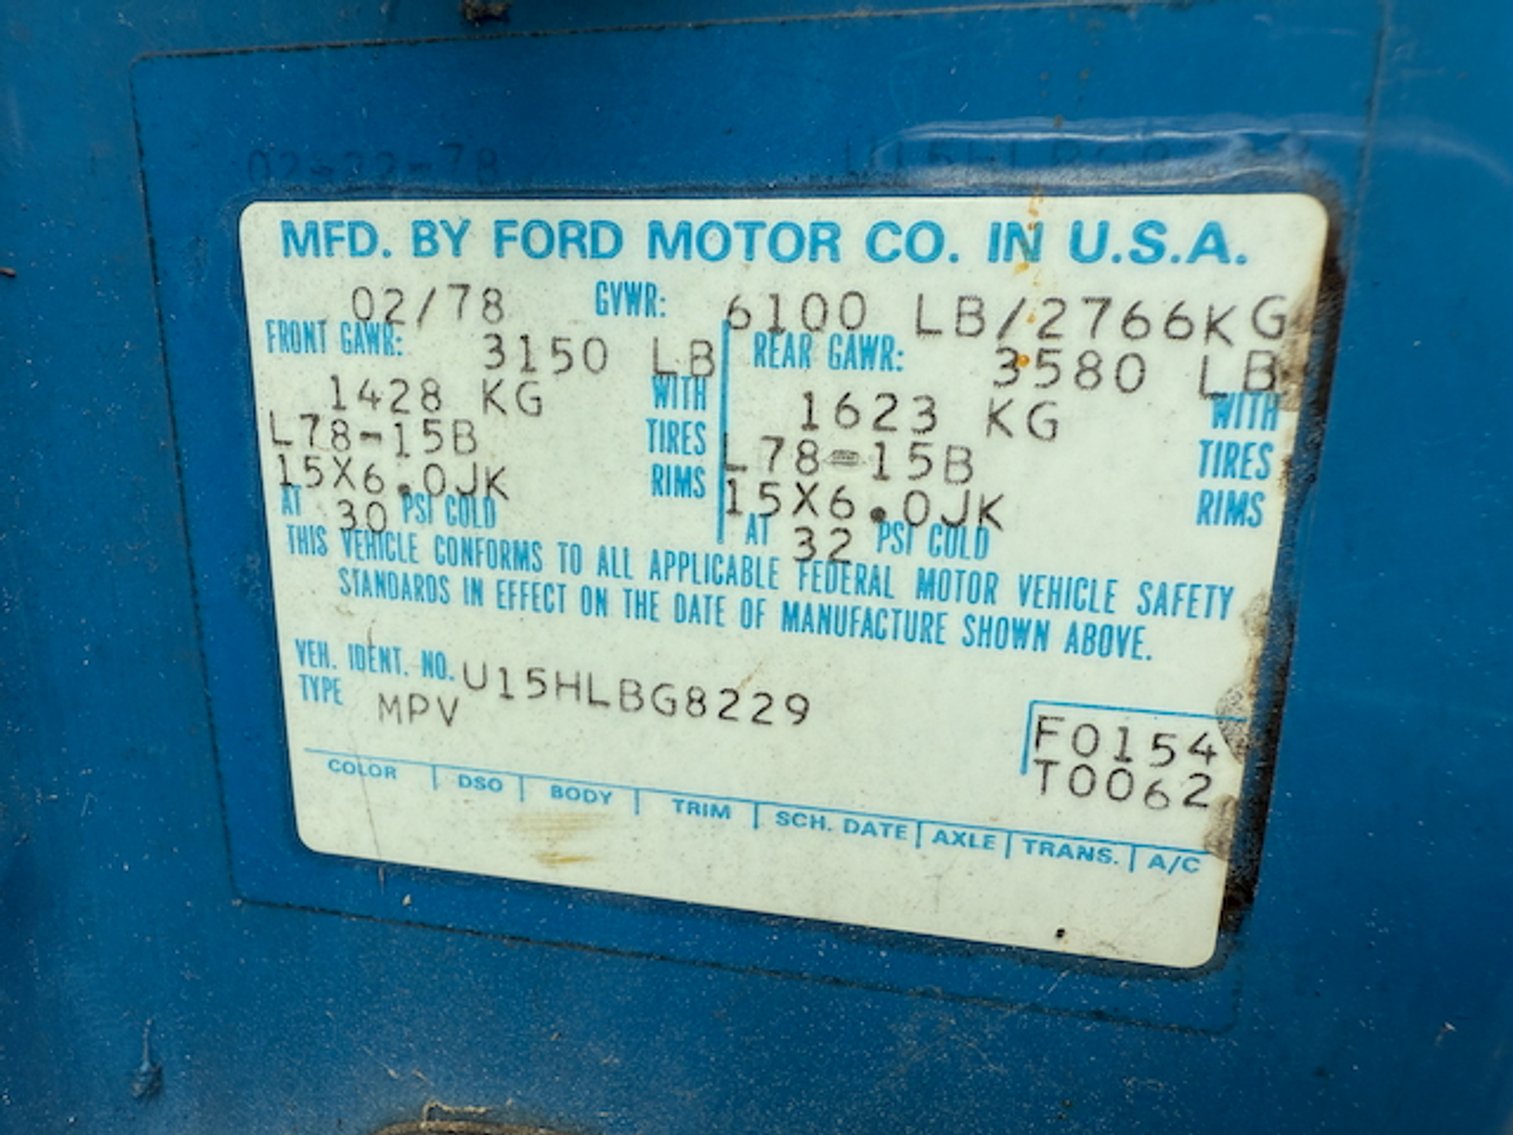 02-22-78
MFD. BY FORD MOTOR CO. IN U.S.A.
02/78 GVWR: 6100 LB/2766KG
FRONT GAWR: 3150 LB REAR GAWR: 3580 LB
1428 KG WITH 1623 KG WITH
L78-15B TIRES L78-15B TIRES
15X6.0JK RIMS 15X6.0JK RIMS
AT 30 PSI COLD AT 32 PSI COLD
THIS VEHICLE CONFORMS TO ALL APPLICABLE FEDERAL MOTOR VEHICLE SAFETY
STANDARDS IN EFFECT ON THE DATE OF MANUFACTURE SHOWN ABOVE.
VEH. IDENT. NO. U15HLBG8229
TYPE MPV
F0154
T0062
COLOR DSO BODY TRIM SCH. DATE AXLE TRANS. A/C